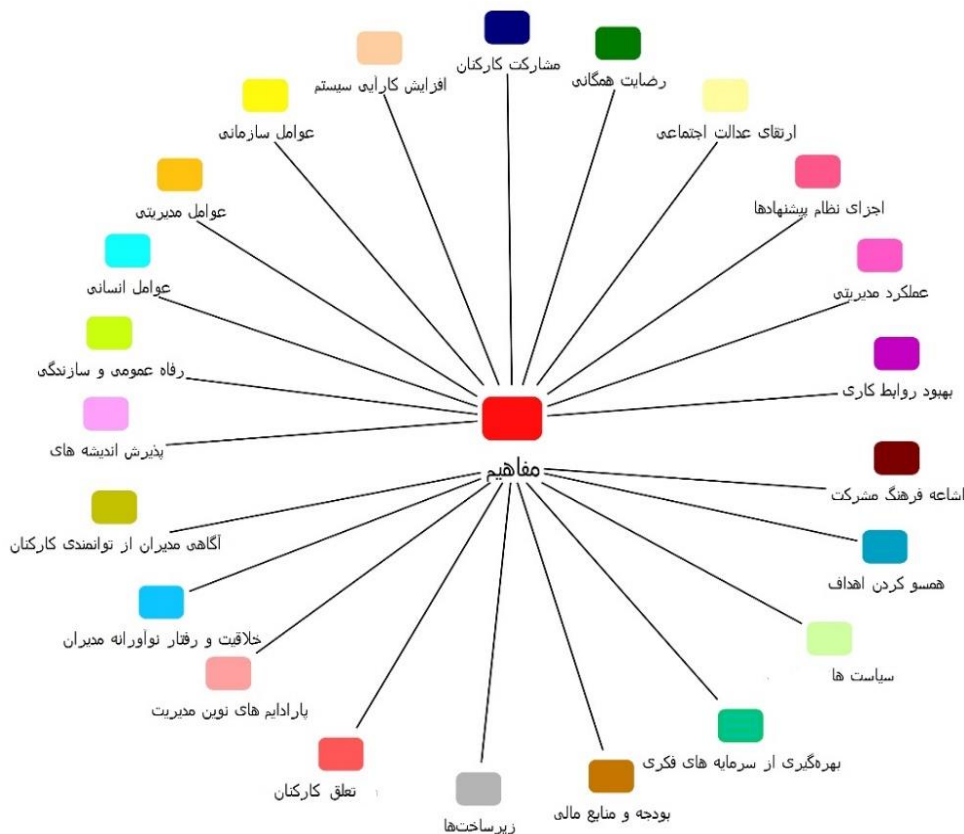 مشارکت کارکنان
رضایت همگانی
ارتقای عدالت اجتماعی
اجزای نظام پیشنهادها
عملکرد مدیریتی
بهبود روابط کاری
اشاعه فرهنگ مشرکت
همسو کردن اهداف
سیاست ها
بهره‌گیری از سرمایه های فکری
بودجه و منابع مالی
زیرساخت‌ها
تعلق کارکنان
پارادایم های نوین مدیریت
خلاقیت و رفتار نوآورانه مدیران
آگاهی مدیران از توانمندی کارکنان
پذیرش اندیشه های
رفاه عمومی و سازندگی
عوامل انسانی
عوامل مدیریتی
عوامل سازمانی
افزایش کارآیی سیستم
مفاهیم